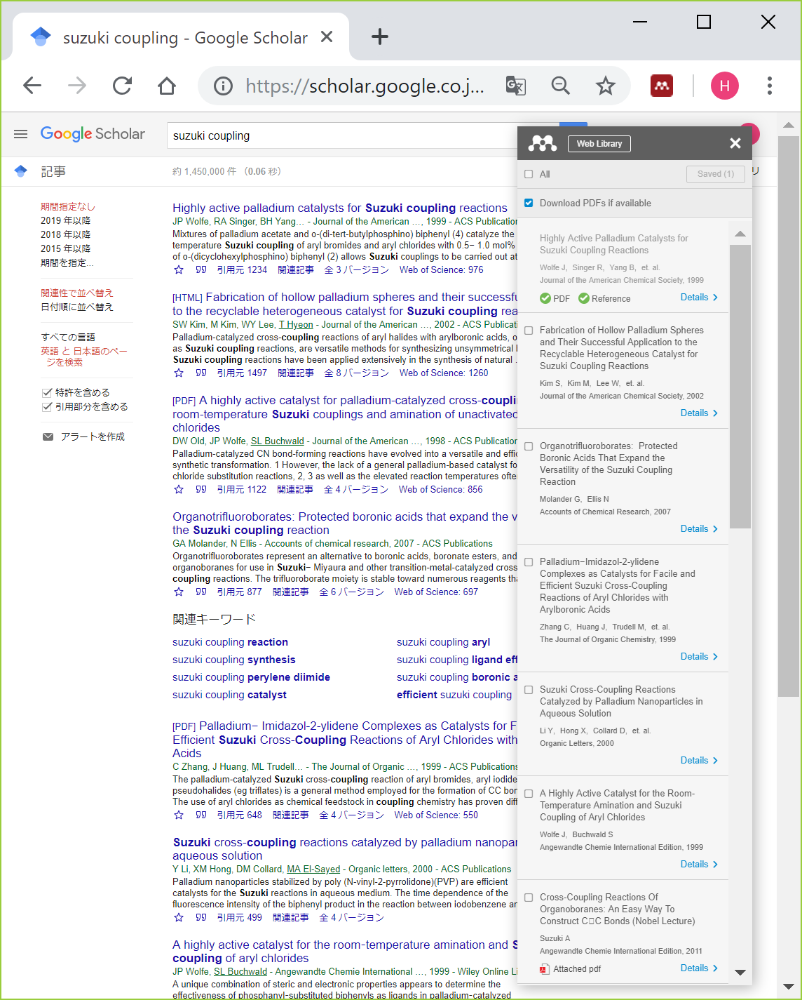 suzuki coupling - Google Scholar
https://scholar.google.co.j...
H
Google Scholar
suzuki coupling
記事
約 1,450,000 件 （0.06 秒）
期間指定なし
2019 年以降
2018 年以降
2015 年以降
期間を指定...
関連性で並べ替え
日付順に並べ替え
すべての言語
英語 と 日本語のペー
ジを検索
特許を含める
引用部分を含める
アラートを作成
Highly active palladium catalysts for Suzuki coupling reactions
JP Wolfe, RA Singer, BH Yang… - Journal of the American …, 1999 - ACS Publication
Mixtures of palladium acetate and o-(di-tert-butylphosphino) biphenyl (4) catalyze the
temperature Suzuki coupling of aryl bromides and aryl chlorides with 0.5− 1.0 mol%
of o-(dicyclohexylphosphino) biphenyl (2) allows Suzuki couplings to be carried out at
引用元 1234 関連記事 全 3 バージョン Web of Science: 976
[HTML] Fabrication of hollow palladium spheres and their successfu
to the recyclable heterogeneous catalyst for Suzuki coupling rea
SW Kim, M Kim, WY Lee, T Hyeon - Journal of the American …, 2002 - ACS Publicati
Palladium-catalyzed cross-coupling reactions of aryl halides with arylboronic acids, o
as Suzuki coupling reactions, are versatile methods for synthesizing unsymmetrical
Suzuki coupling reactions have been applied extensively in the synthesis of natural .
引用元 1497 関連記事 全 8 バージョン Web of Science: 1260
[PDF] A highly active catalyst for palladium-catalyzed cross-coupli
room-temperature Suzuki couplings and amination of unactivated
chlorides
DW Old, JP Wolfe, SL Buchwald - Journal of the American …, 1998 - ACS Publication
Palladium-catalyzed CN bond-forming reactions have evolved into a versatile and effic
synthetic transformation. 1 However, the lack of a general palladium-based catalyst fo
chloride substitution reactions, 2, 3 as well as the elevated reaction temperatures ofte
引用元 1122 関連記事 全 4 バージョン Web of Science: 856
Organotrifluoroborates: Protected boronic acids that expand the v
the Suzuki coupling reaction
GA Molander, N Ellis - Accounts of chemical research, 2007 - ACS Publications
Organotrifluoroborates represent an alternative to boronic acids, boronate esters, and
organoboranes for use in Suzuki− Miyaura and other transition-metal-catalyzed cross
coupling reactions. The trifluoroborate moiety is stable toward numerous reagents tha
引用元 877 関連記事 全 6 バージョン Web of Science: 697
関連キーワード
suzuki coupling reaction
suzuki coupling aryl
suzuki coupling synthesis
suzuki coupling ligand eff
suzuki coupling perylene diimide
suzuki coupling boronic a
suzuki coupling catalyst
efficient suzuki coupling
[PDF] Palladium− Imidazol-2-ylidene Complexes as Catalysts for F
Efficient Suzuki Cross-Coupling Reactions of Aryl Chlorides with
Acids
C Zhang, J Huang, ML Trudell… - The Journal of Organic …, 1999 - ACS Publications
The palladium-catalyzed Suzuki cross-coupling reaction of aryl bromides, aryl iodide
pseudohalides (eg triflates) is a general method employed for the formation of CC bon
The use of aryl chlorides as chemical feedstock in coupling chemistry has proven diff
引用元 648 関連記事 全 4 バージョン Web of Science: 550
Suzuki cross-coupling reactions catalyzed by palladium nanopar
aqueous solution
Y Li, XM Hong, DM Collard, MA El-Sayed - Organic letters, 2000 - ACS Publications
Palladium nanoparticles stabilized by poly (N-vinyl-2-pyrrolidone)(PVP) are efficient
catalysts for the Suzuki reactions in aqueous medium. The time dependence of the
fluorescence intensity of the biphenyl product in the reaction between iodobenzene an
引用元 499 関連記事 全 4 バージョン
A highly active catalyst for the room-temperature amination and S
coupling of aryl chlorides
JP Wolfe, SL Buchwald - Angewandte Chemie International …, 1999 - Wiley Online Li
A unique combination of steric and electronic properties appears to determine the
effectiveness of phosphanyl-substituted biphenyls as ligands in palladium-catalyzed
Web Library
All
Saved (1)
リ
Download PDFs if available
Highly Active Palladium Catalysts for
Suzuki Coupling Reactions
Wolfe J, Singer R, Yang B, et. al.
Journal of the American Chemical Society, 1999
PDF Reference Details
Fabrication of Hollow Palladium Spheres
and Their Successful Application to the
Recyclable Heterogeneous Catalyst for
Suzuki Coupling Reactions
Kim S, Kim M, Lee W, et. al.
Journal of the American Chemical Society, 2002
Details
Organotrifluoroborates: Protected
Boronic Acids That Expand the
Versatility of the Suzuki Coupling
Reaction
Molander G, Ellis N
Accounts of Chemical Research, 2007
Details
Palladium−Imidazol-2-ylidene
Complexes as Catalysts for Facile and
Efficient Suzuki Cross-Coupling
Reactions of Aryl Chlorides with
Arylboronic Acids
Zhang C, Huang J, Trudell M, et. al.
The Journal of Organic Chemistry, 1999
Details
Suzuki Cross-Coupling Reactions
Catalyzed by Palladium Nanoparticles in
Aqueous Solution
Li Y, Hong X, Collard D, et. al.
Organic Letters, 2000
Details
A Highly Active Catalyst for the Room-
Temperature Amination and Suzuki
Coupling of Aryl Chlorides
Wolfe J, Buchwald S
Angewandte Chemie International Edition, 1999
Details
Cross-Coupling Reactions Of
Organoboranes: An Easy Way To
Construct C□C Bonds (Nobel Lecture)
Suzuki A
Angewandte Chemie International Edition, 2011
Attached pdf Details